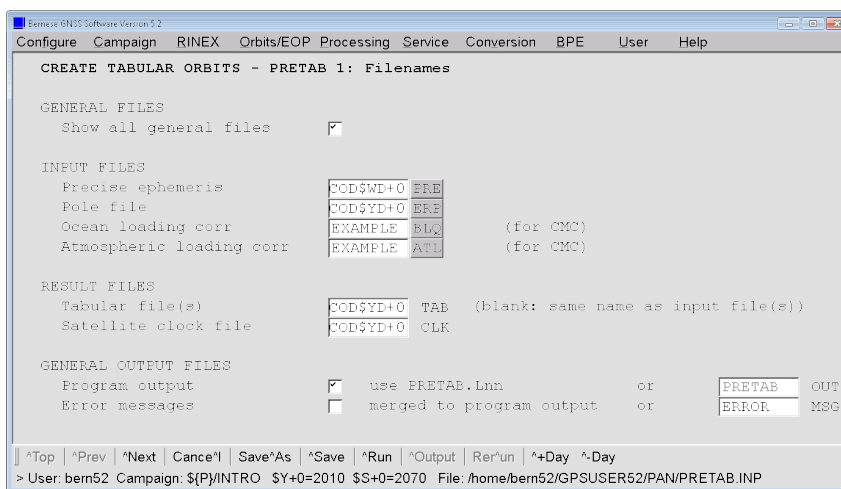 Bernese GNSS Software Version 5.2
Configure Campaign RINEX Orbits/EOP Processing Service Conversion BPE User Help
CREATE TABULAR ORBITS - PRETAB 1: Filenames
GENERAL FILES
Show all general files
INPUT FILES
Precise ephemeris COD$WD+0 PRE
Pole file COD$YD+0 ERP
Ocean loading corr EXAMPLE BLQ (for CMC)
Atmospheric loading corr EXAMPLE ATL (for CMC)
RESULT FILES
Tabular file(s) COD$YD+0 TAB (blank: same name as input file(s))
Satellite clock file COD$YD+0 CLK
GENERAL OUTPUT FILES
Program output use PRETAB.Lnn or PRETAB OUT
Error messages merged to program output or ERROR MSG
^Top ^Prev ^Next Cance^l Save^As ^Save ^Run ^Output Rer^un ^+Day ^-Day
> User: bern52 Campaign: ${P}/INTRO $Y+0=2010 $S+0=2070 File: /home/bern52/GPSUSER52/PAN/PRETAB.INP